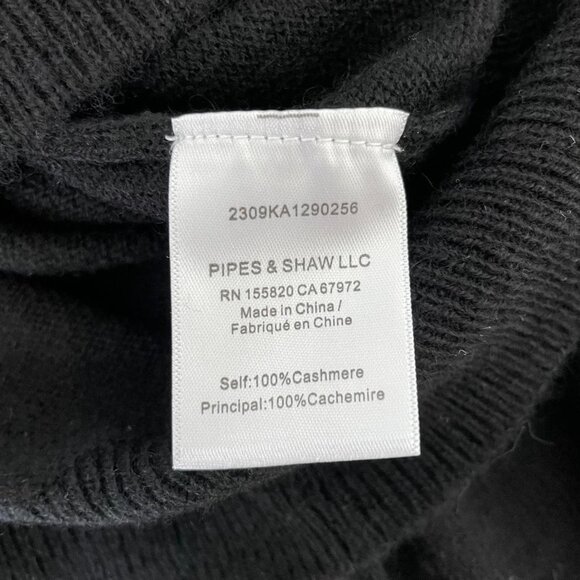 2309KA1290256
PIPES & SHAW LLC
RN 155820 CA 67972
Made in China /
Fabriqué en Chine
Self:100%Cashmere
Principal:100%Cachemire